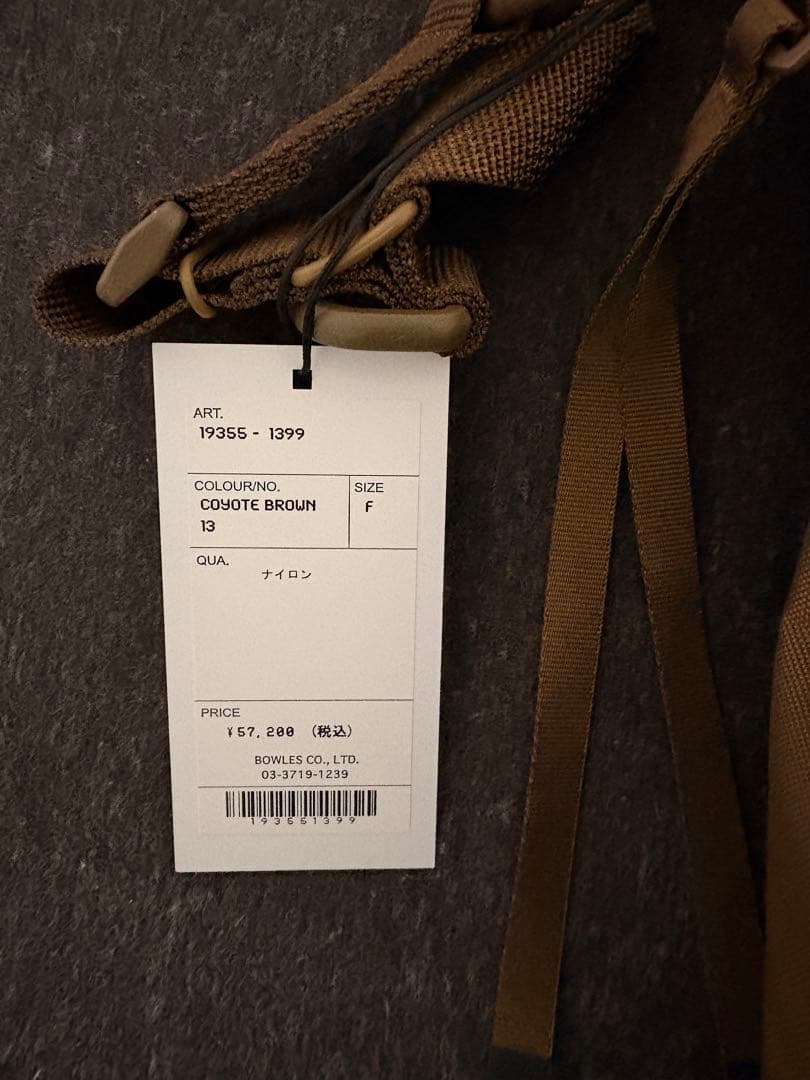 ART.
19355 - 1399
COLOUR/NO.
COYOTE BROWN
13
SIZE
F
QUA.
ナイロン
PRICE
¥57,200 (税込)
BOWLES CO., LTD.
03-3719-1239
193551399